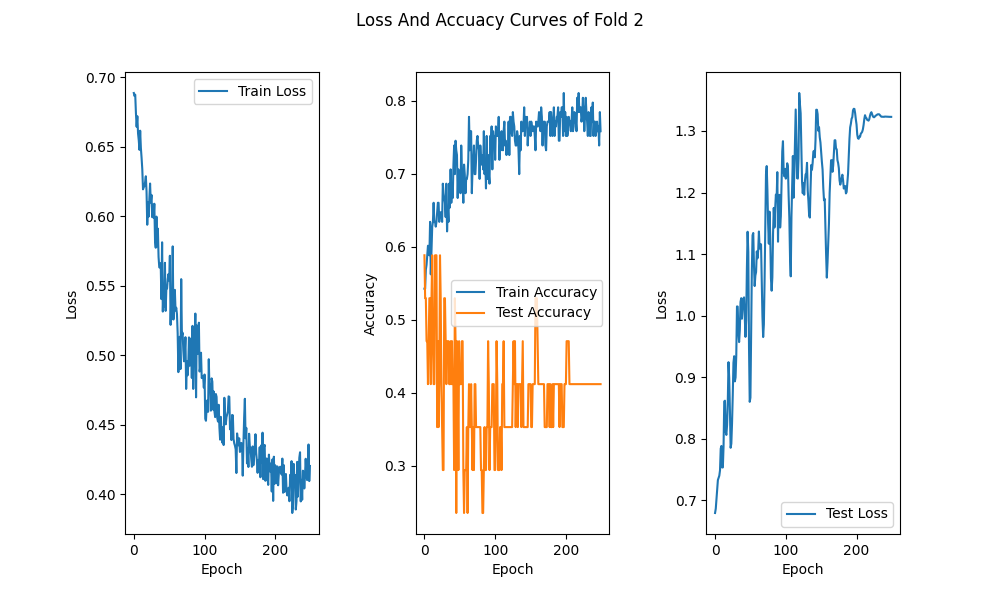 Loss And Accuacy Curves of Fold 2
0.70
0.65
0.60
0.55
0.50
0.45
0.40
Loss
0
100
200
Epoch
Train Loss
0.8
0.7
0.6
0.5
0.4
0.3
Accuracy
0
100
200
Epoch
Train Accuracy
Test Accuracy
1.3
1.2
1.1
1.0
0.9
0.8
0.7
Loss
0
100
200
Epoch
Test Loss